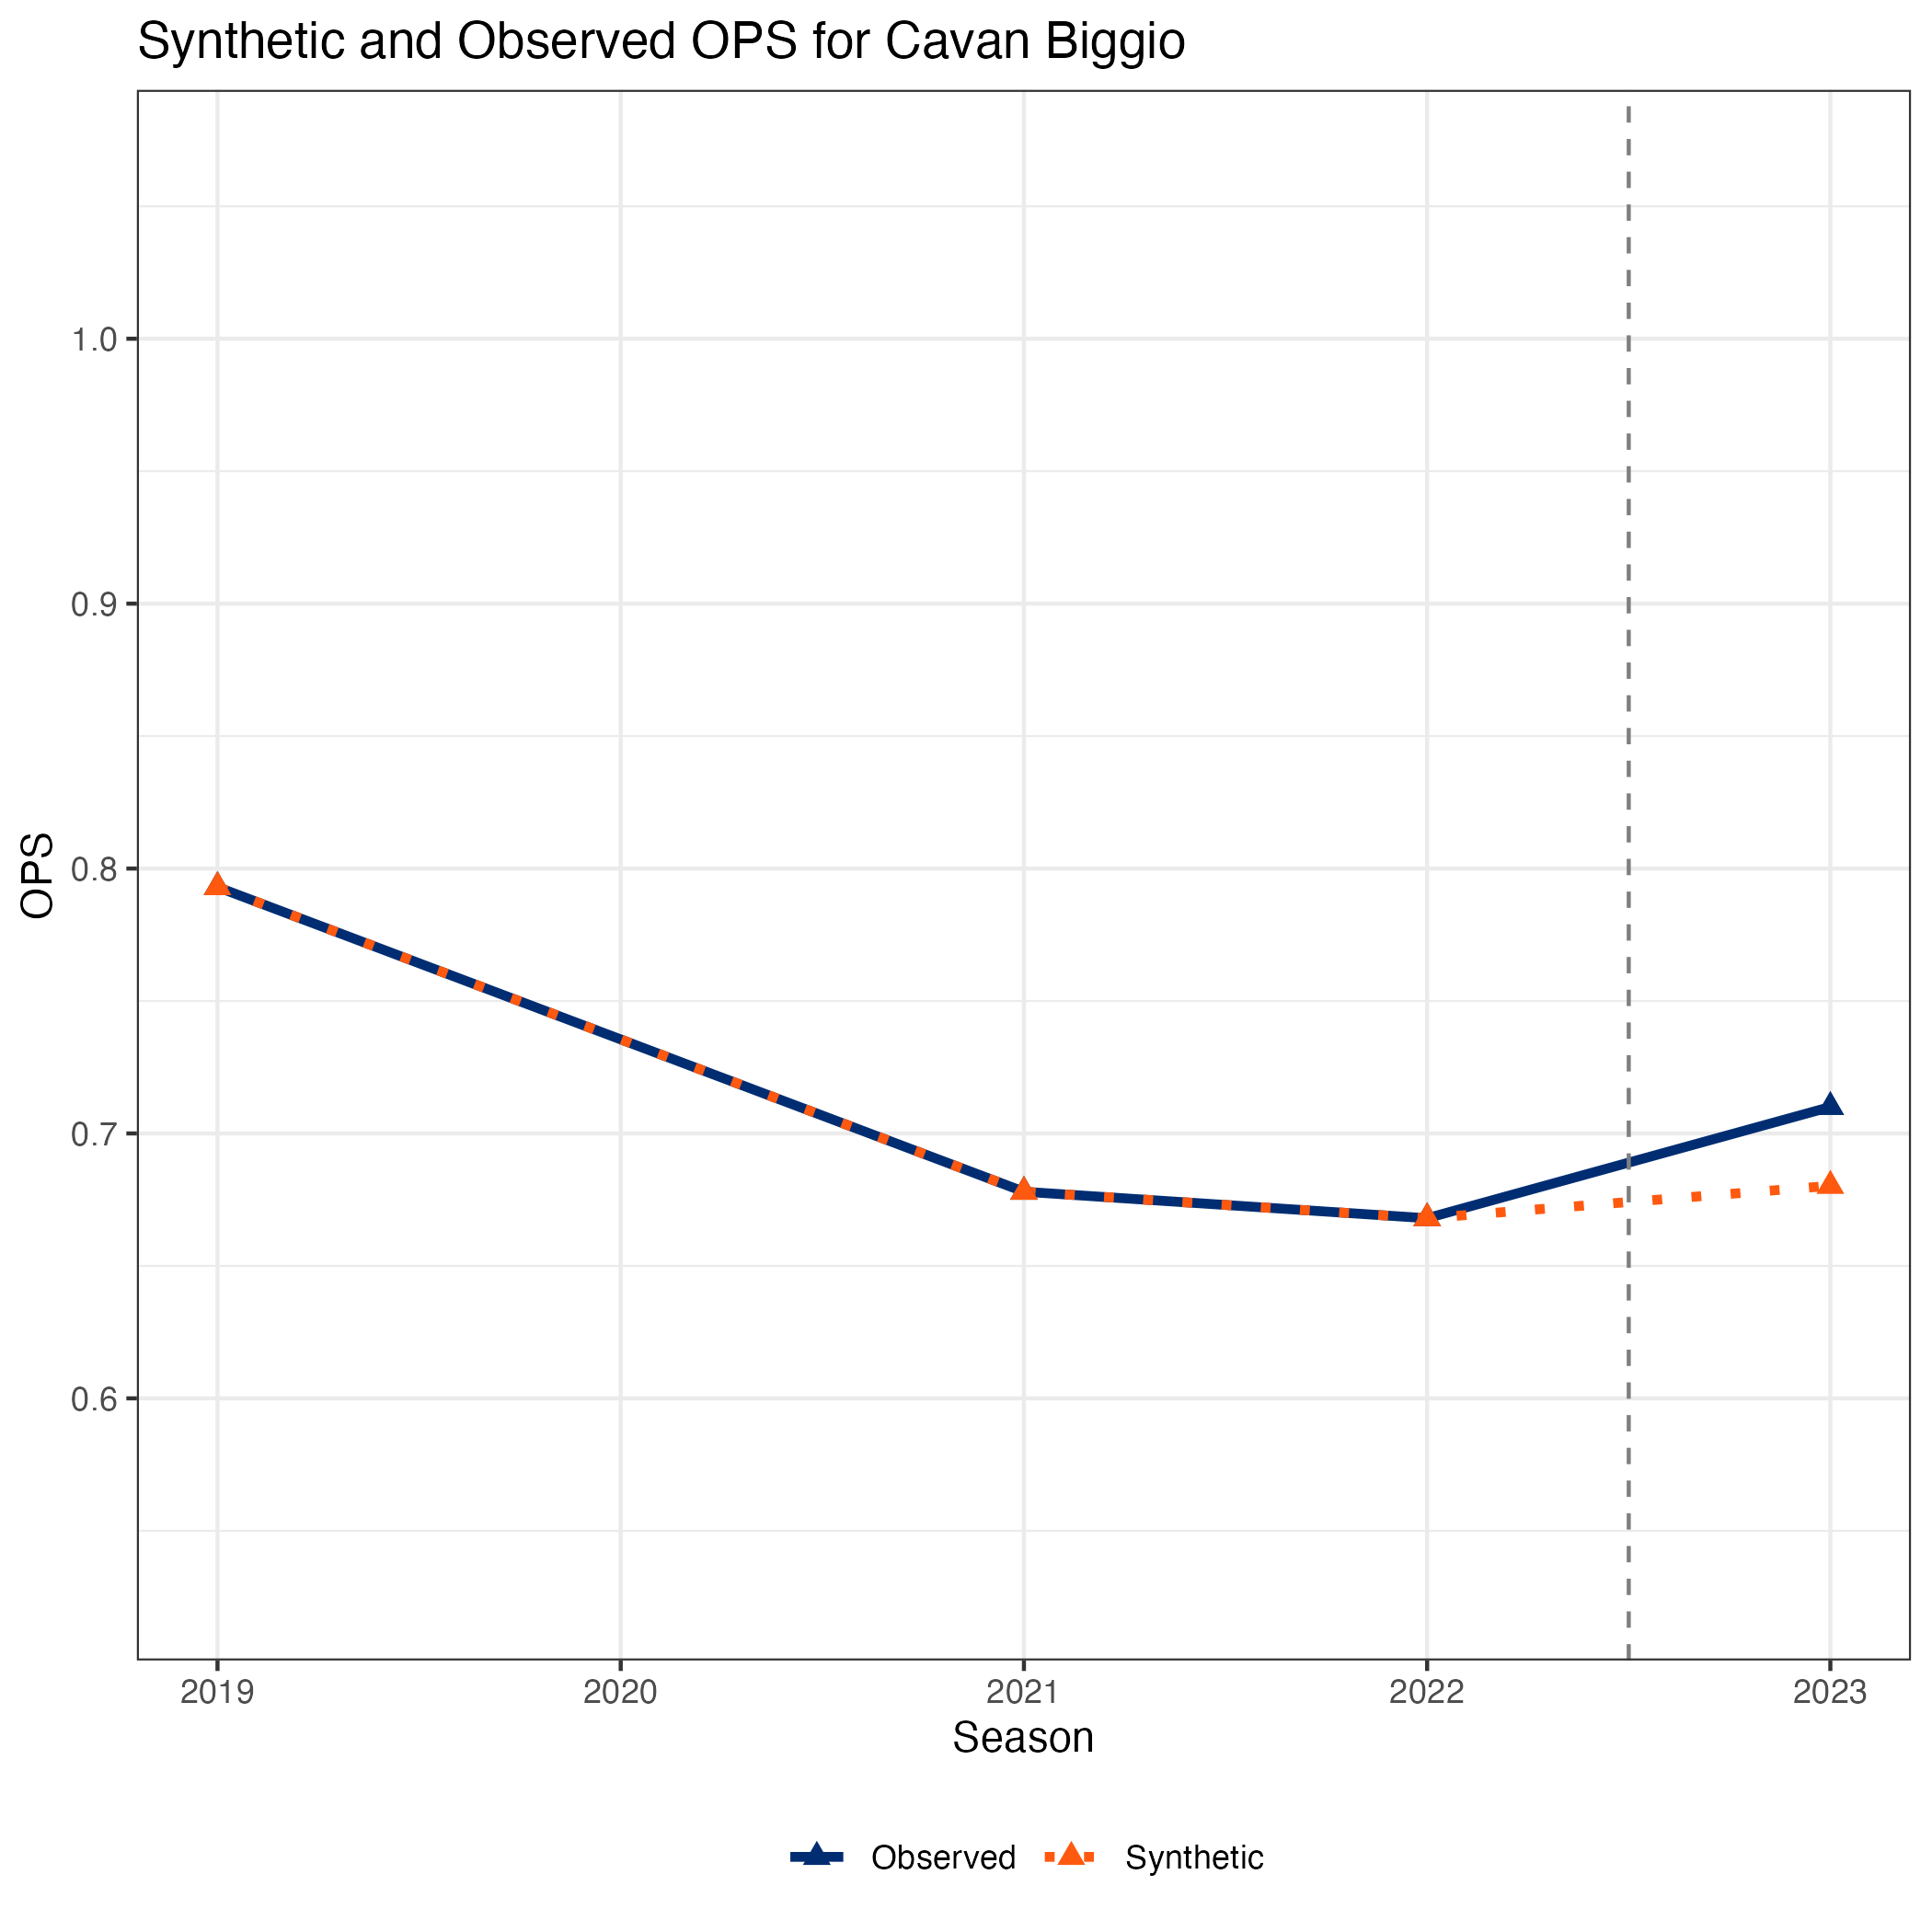 Synthetic and Observed OPS for Cavan Biggio
OPS
1.0
0.9
0.8
0.7
0.6
2019 2020 2021 2022 2023
Season
Observed Synthetic